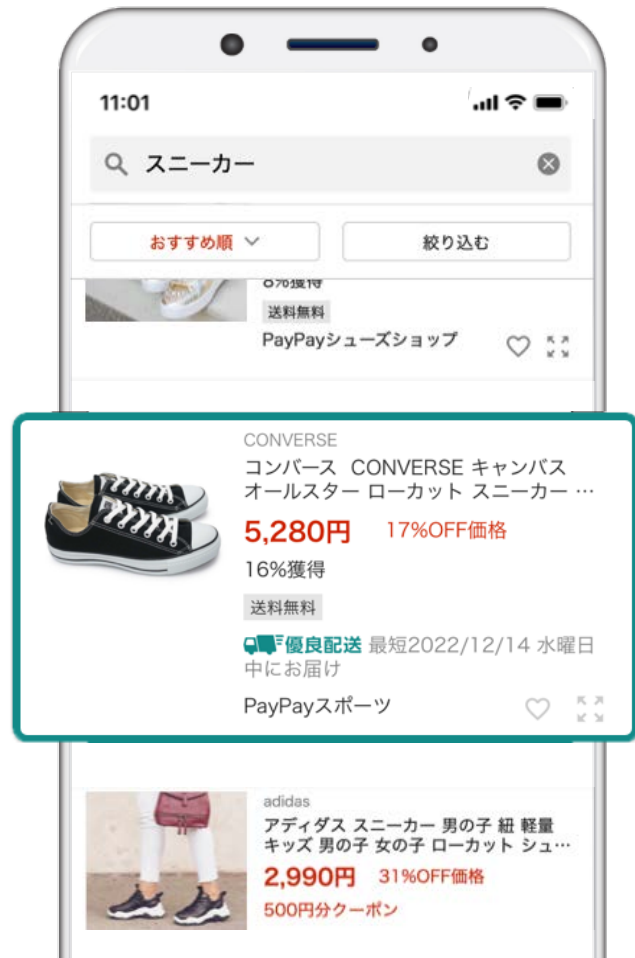 11:01
スニーカー
おすすめ順
絞り込む
8%獲得
送料無料
PayPayシューズショップ
CONVERSE
コンバース CONVERSE キャンバス
オールスター ローカット スニーカー …
5,280円 17%OFF価格
16%獲得
送料無料
優良配送 最短2022/12/14 水曜日
中にお届け
PayPayスポーツ
adidas
アディダス スニーカー 男の子 紐 軽量
キッズ 男の子 女の子 ローカット シュ…
2,990円 31%OFF価格
500円分クーポン